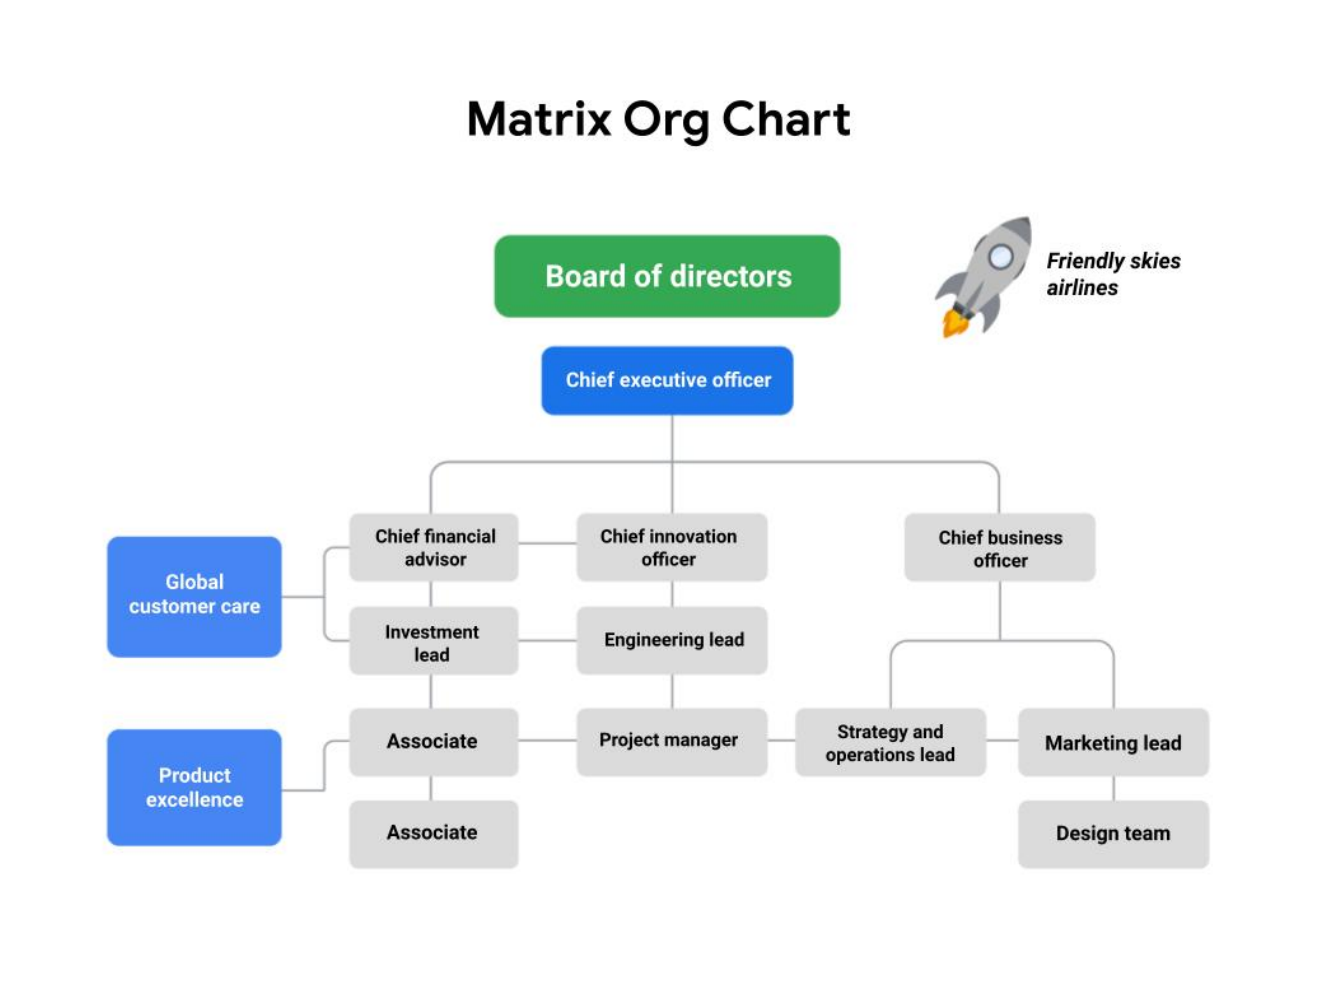 Matrix Org Chart
Board of directors
Friendly skies
airlines
Chief executive officer
Chief financial
advisor
Chief innovation
officer
Chief business
officer
Global
customer care
Investment
lead
Engineering lead
Associate
Project manager
Strategy and
operations lead
Marketing lead
Product
excellence
Associate
Design team